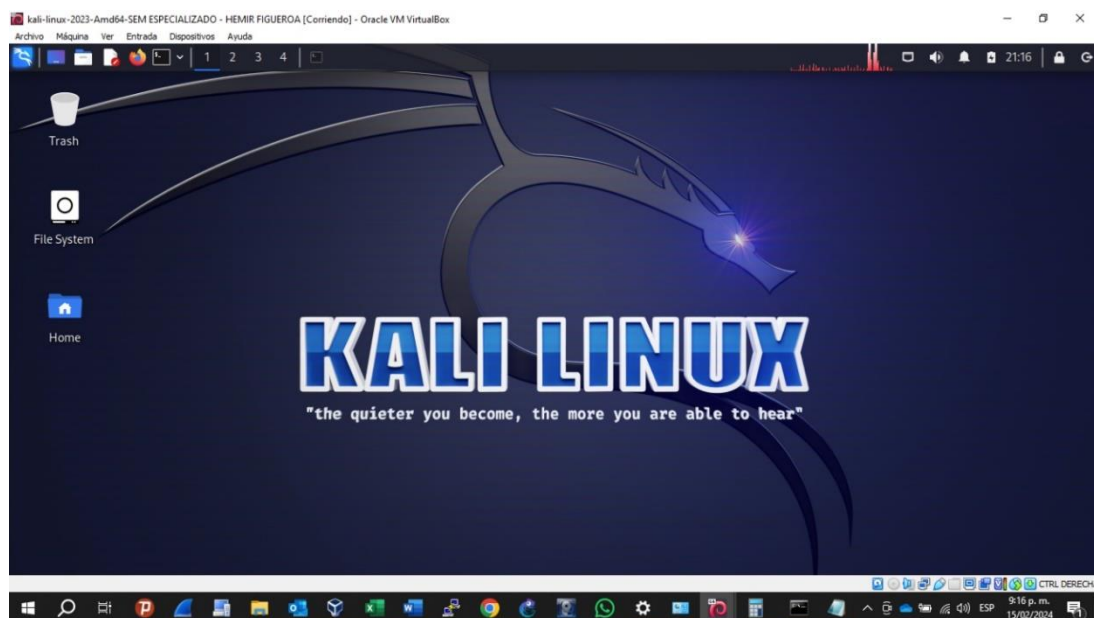 kali-linux-2023-Amd64-SEM ESPECIALIZADO - HEMIR FIGUEROA [Corriendo] - Oracle VM VirtualBox
Archivo Máquina Ver Entrada Dispositivos Ayuda
1 2 3 4 21:16
Trash
File System
Home
KALI LINUX
"the quieter you become, the more you are able to hear"
CTRL DERECH
ESP 9:16 p. m.
15/02/2024